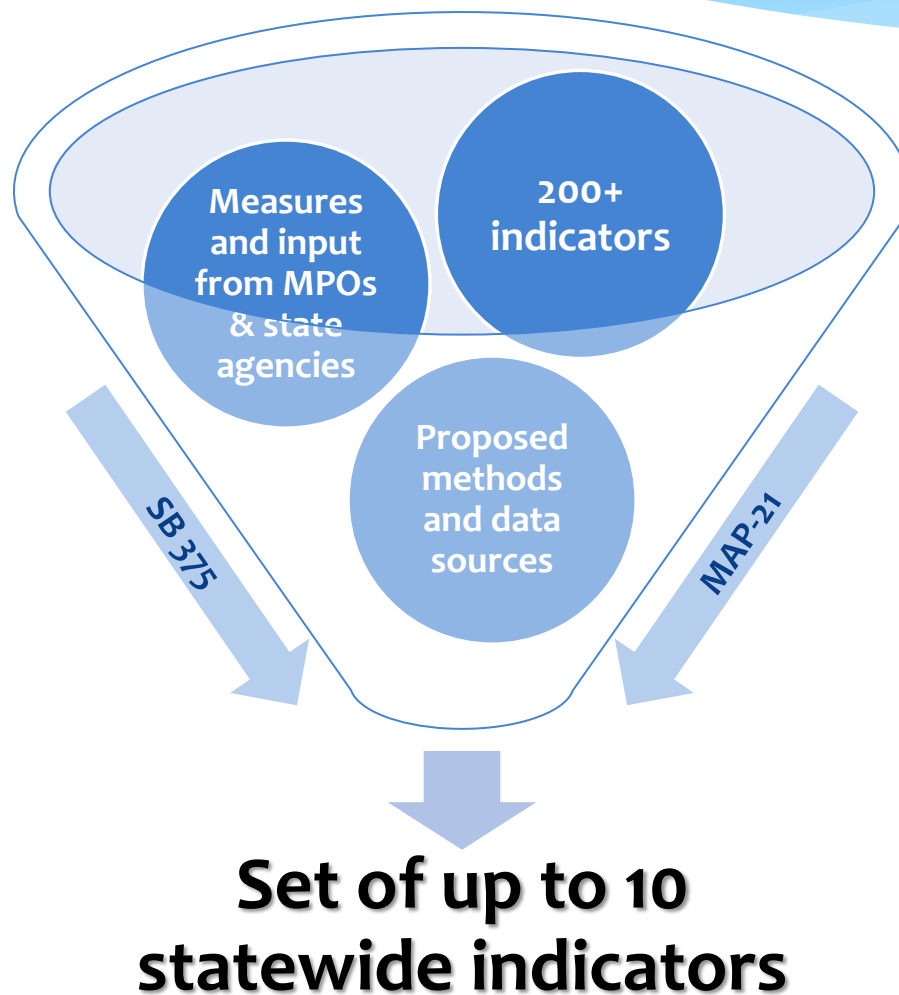 Measures
and input
from MPOs
& state
agencies
200+
indicators
Proposed
methods
and data
sources
SB 375
MAP-21
Set of up to 10
statewide indicators